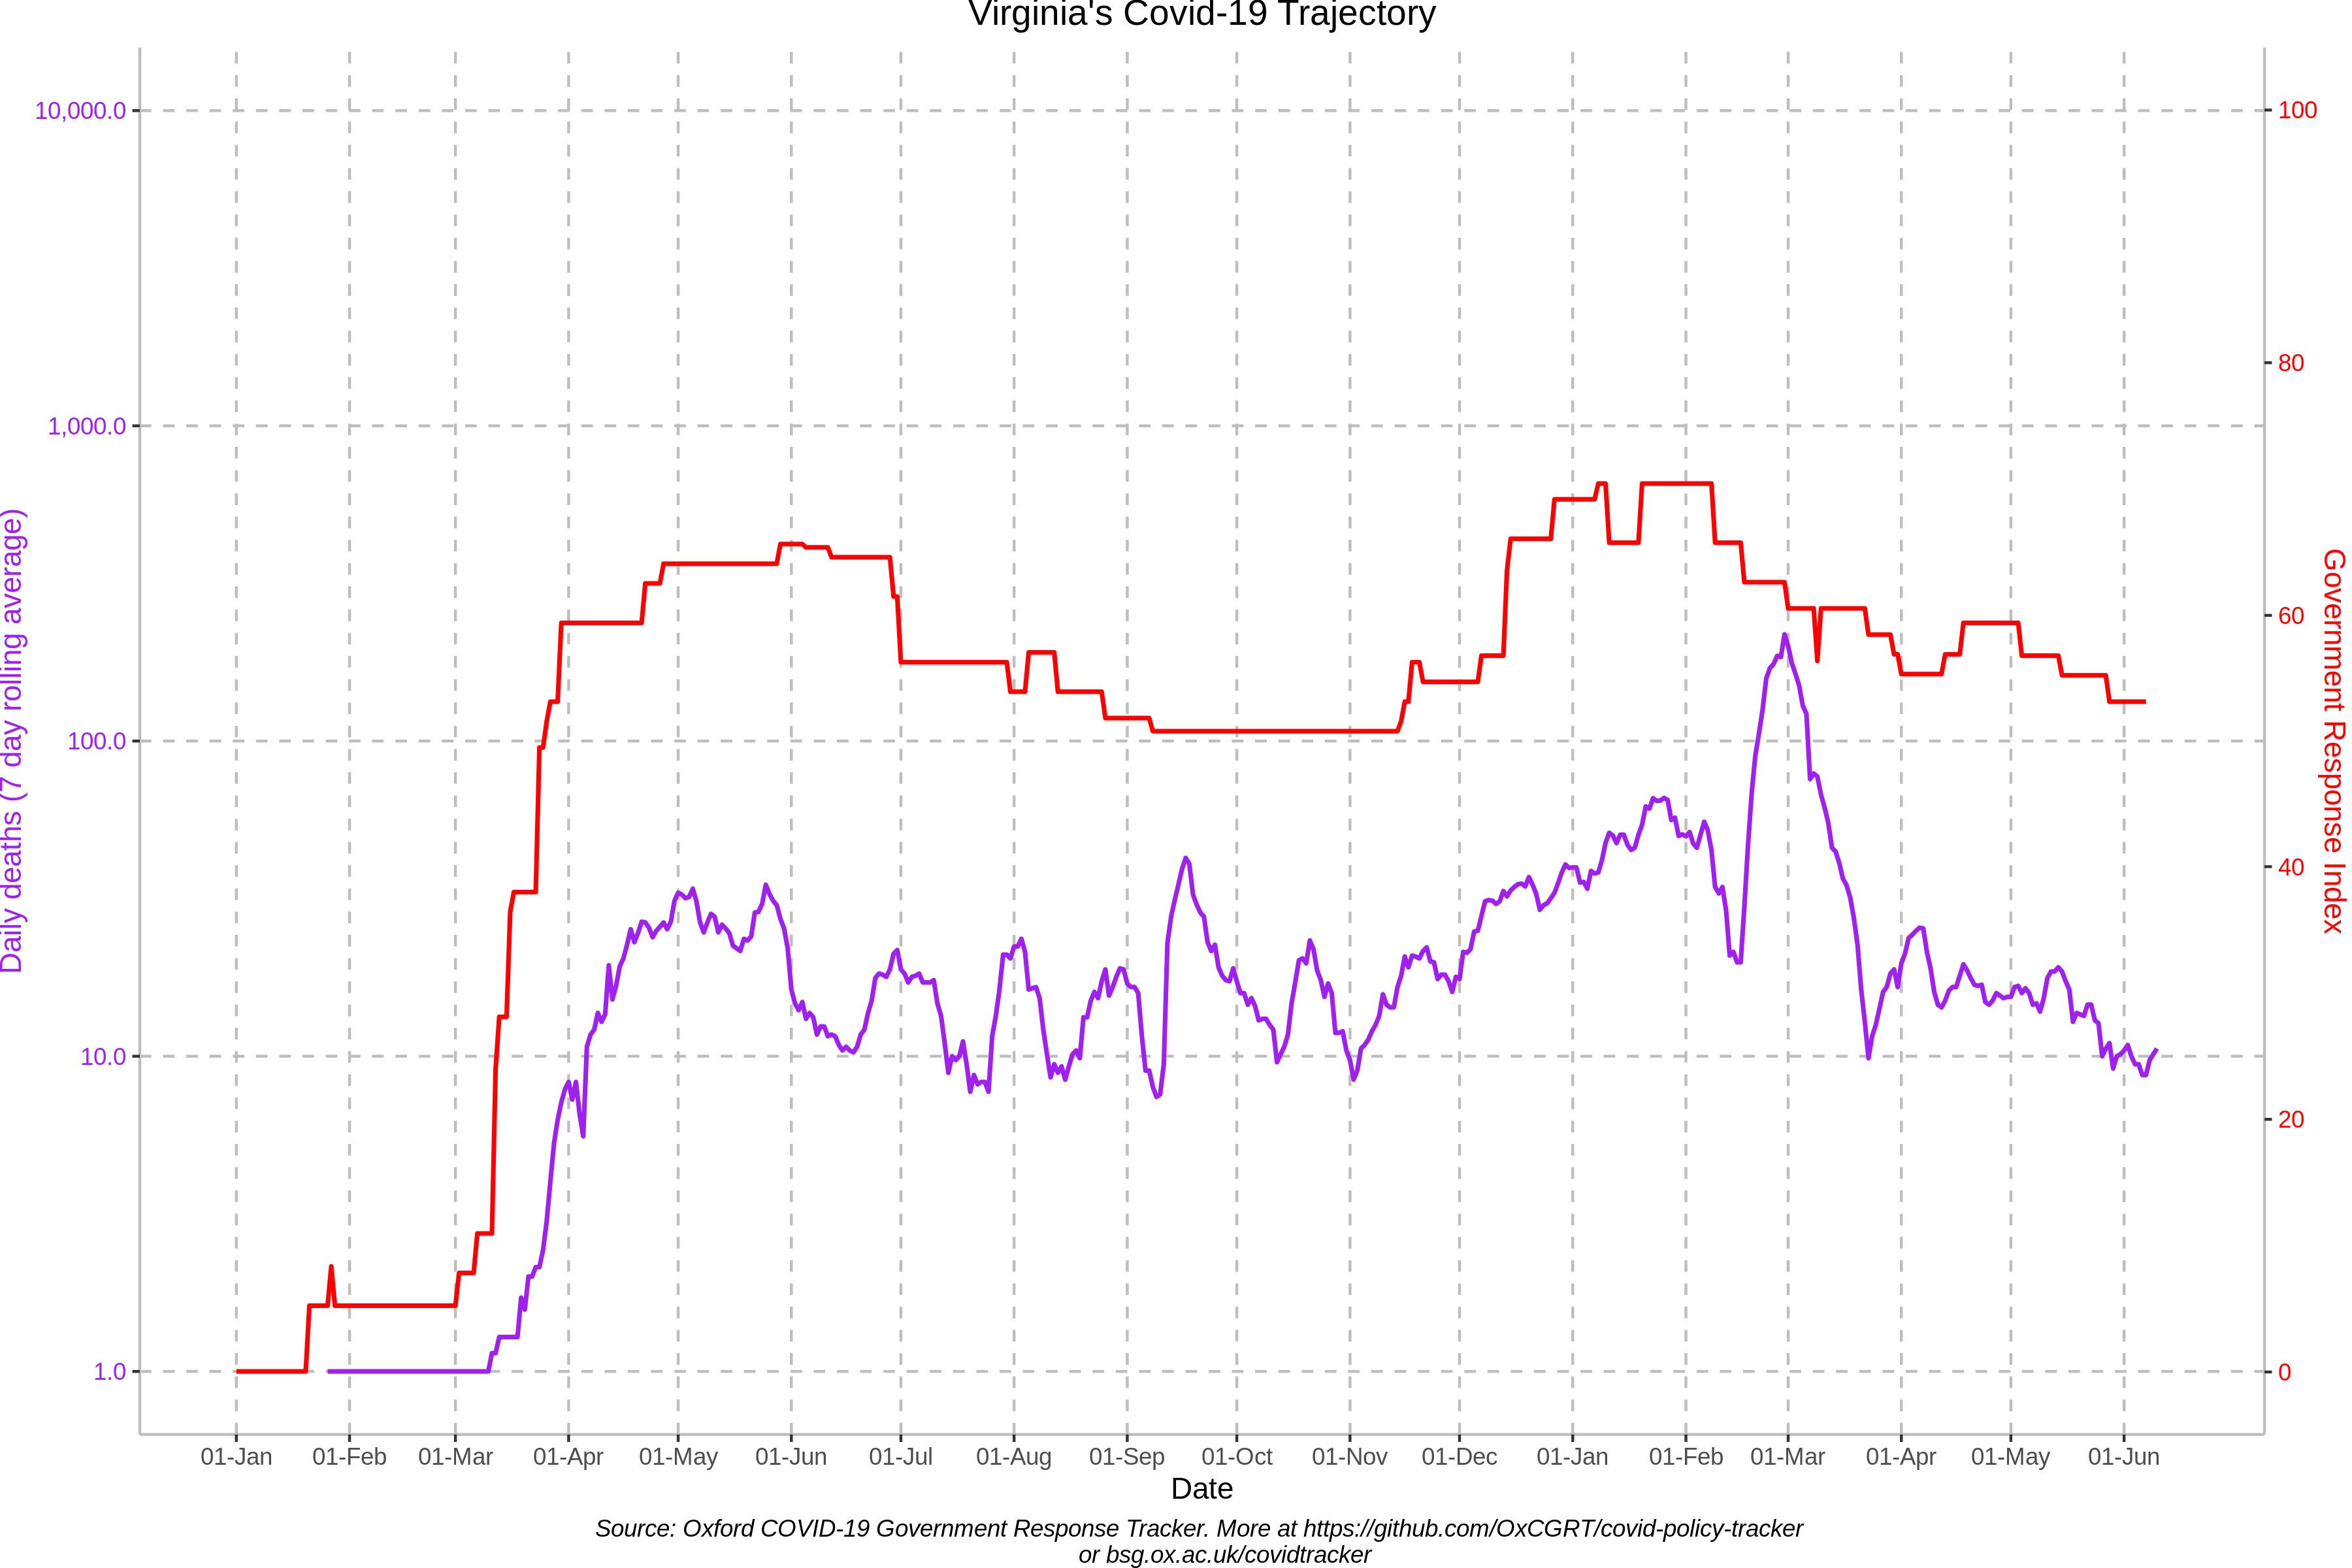 Virginia's Covid-19 Trajectory
10,000.0
1,000.0
100.0
10.0
1.0
Daily deaths (7 day rolling average)
100
80
60
40
20
0
Government Response Index
01-Jan 01-Feb 01-Mar 01-Apr 01-May 01-Jun 01-Jul 01-Aug 01-Sep 01-Oct 01-Nov 01-Dec 01-Jan 01-Feb 01-Mar 01-Apr 01-May 01-Jun
Date
Source: Oxford COVID-19 Government Response Tracker. More at https://github.com/OxCGRT/covid-policy-tracker
or bsg.ox.ac.uk/covidtracker